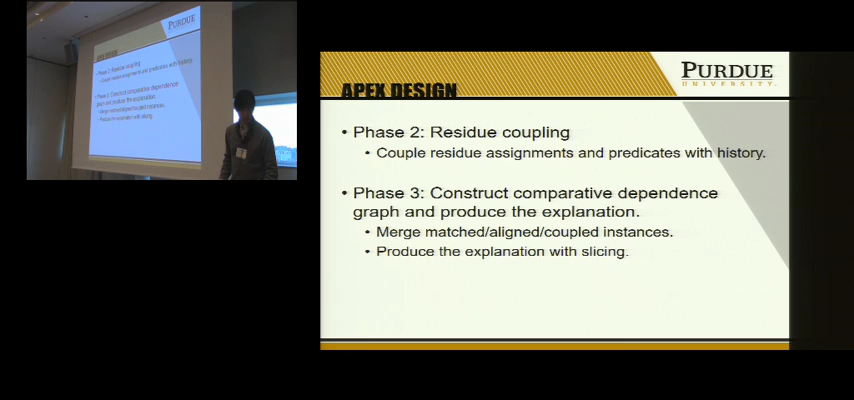 PURDUE
UNIVERSITY.
APEX DESIGN
• Phase 2: Residue coupling
• Couple residue assignments and predicates with history.
• Phase 3: Construct comparative dependence
graph and produce the explanation.
• Merge matched/aligned/coupled instances.
• Produce the explanation with slicing.